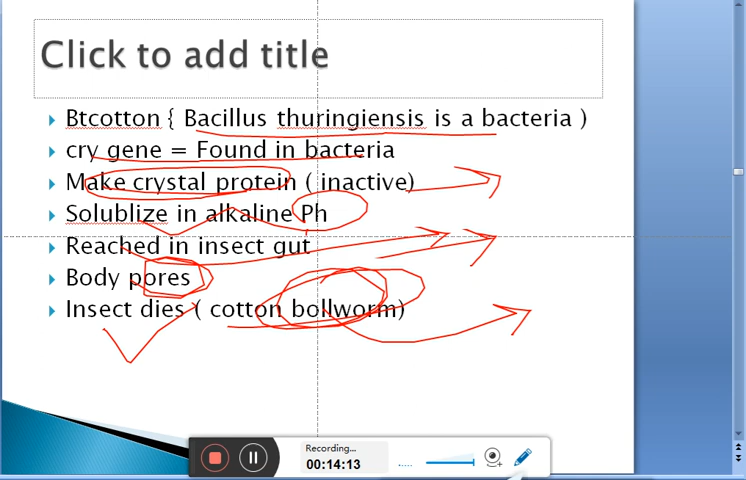 Click to add title
Btcotton { Bacillus thuringiensis is a bacteria )
cry gene = Found in bacteria
Make crystal protein ( inactive)
Solublize in alkaline Ph
Reached in insect gut
Body pores
Insect dies ( cotton bollworm)
Recording...
00:14:13